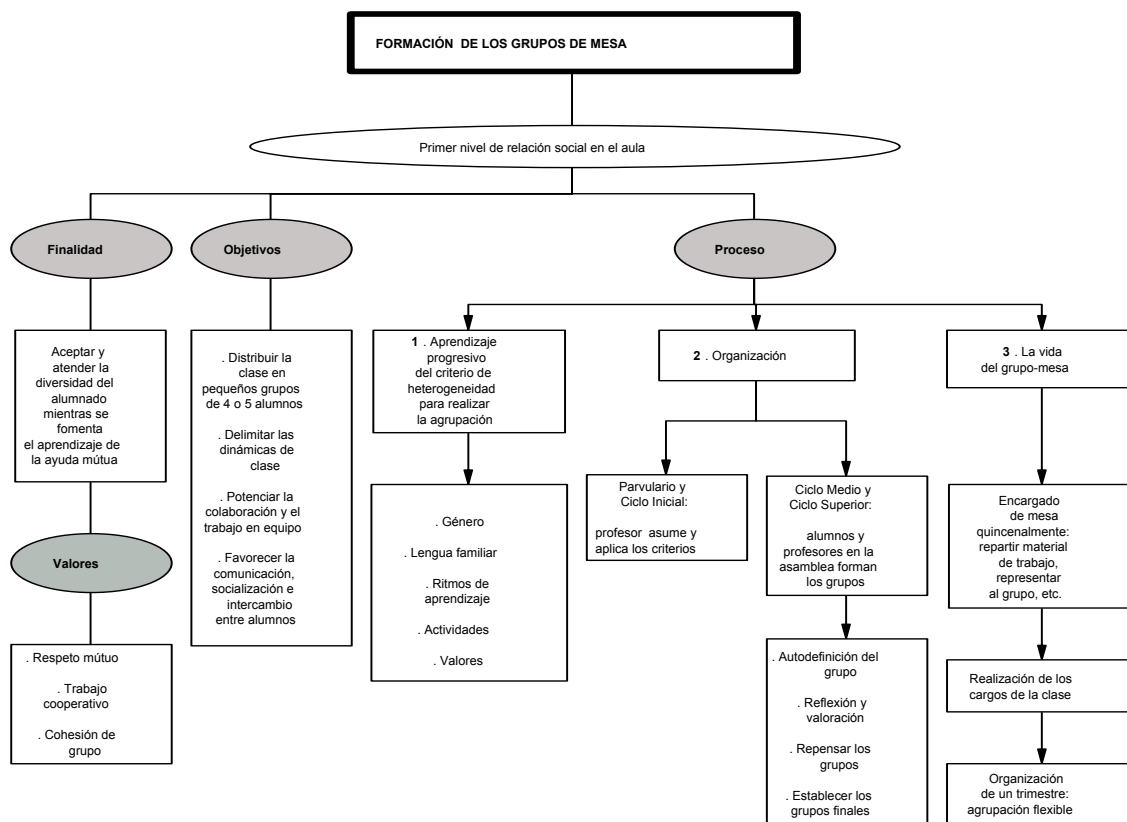 FORMACIÓN DE LOS GRUPOS DE MESA
Primer nivel de relación social en el aula
Finalidad
Objetivos
Proceso
Aceptar y
atender la
diversidad del
alumnado
mientras se
fomenta
el aprendizaje de
la ayuda mútua
Valores
. Respeto mútuo
. Trabajo
cooperativo
. Cohesión de
grupo
. Distribuir la
clase en
pequeños grupos
de 4 o 5 alumnos
. Delimitar las
dinámicas de
clase
. Potenciar la
colaboración y el
trabajo en equipo
. Favorecer la
comunicación,
socialización e
intercambio
entre alumnos
1 . Aprendizaje
progresivo
del criterio de
heterogeneidad
para realizar
la agrupación
. Género
. Lengua familiar
. Ritmos de
aprendizaje
. Actividades
. Valores
2 . Organización
Parvulario y
Ciclo Inicial:
profesor asume y
aplica los criterios
Ciclo Medio y
Ciclo Superior:
alumnos y
profesores en la
asamblea forman
los grupos
. Autodefinición del
grupo
. Reflexión y
valoración
. Repensar los
grupos
. Establecer los
grupos finales
3 . La vida
del grupo-mesa
Encargado
de mesa
quincenalmente:
repartir material
de trabajo,
representar
al grupo, etc.
Realización de los
cargos de la clase
Organización
de un trimestre:
agrupación flexible